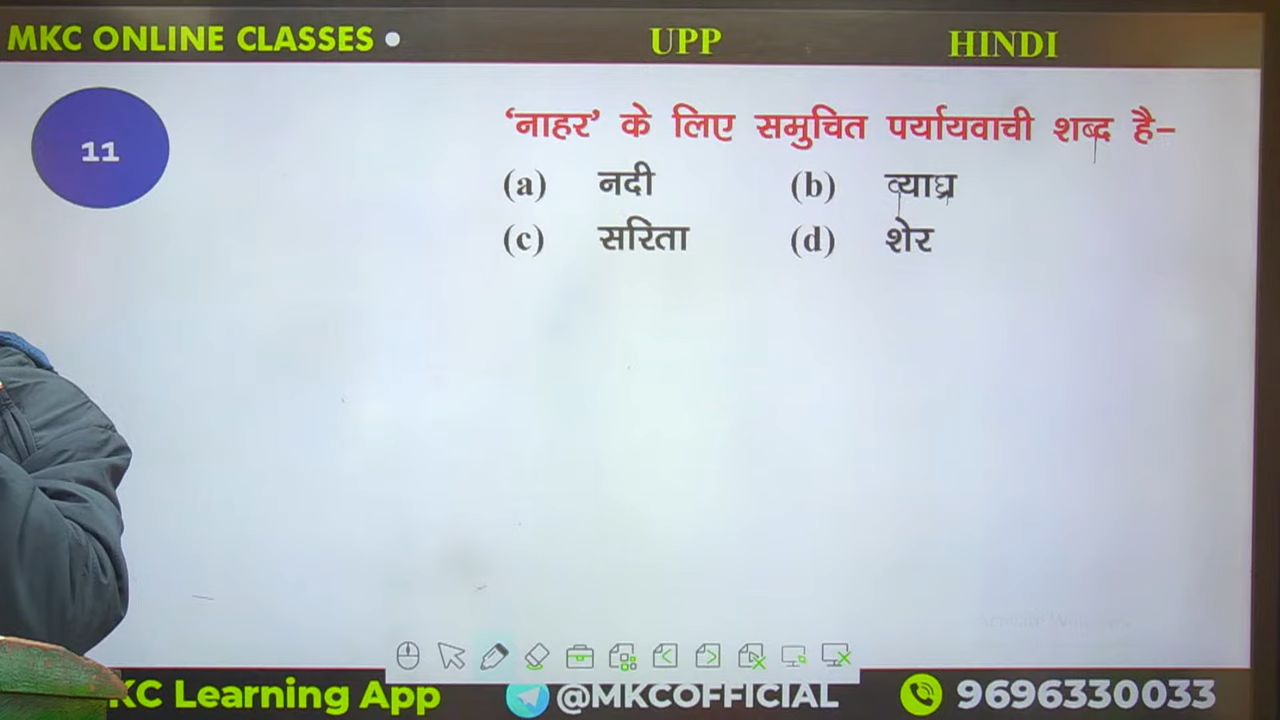 MKC ONLINE CLASSES • UPP HINDI
11
‘नाहर’ के लिए समुचित पर्यायवाची शब्द है–
(a) नदी (b) व्याघ्र
(c) सरिता (d) शेर
KC Learning App @MKCOFFICIAL 9696330033